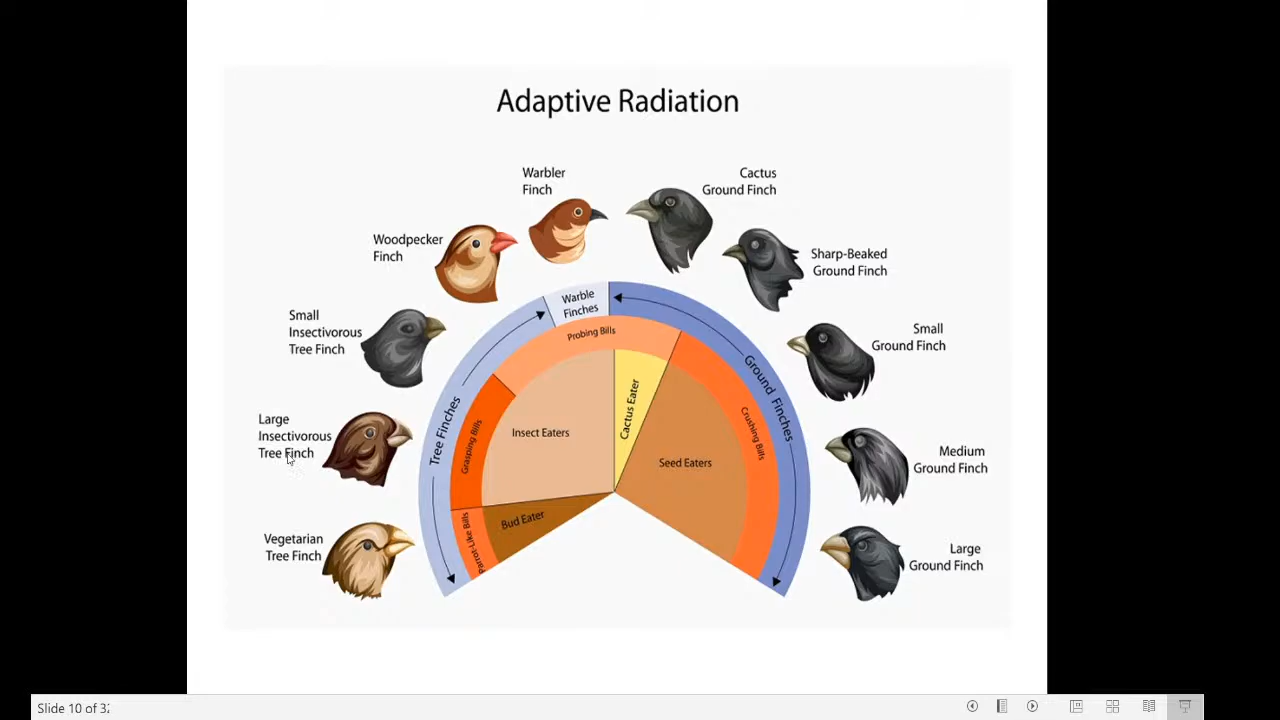 Adaptive Radiation
Warbler
Finch
Cactus
Ground Finch
Woodpecker
Finch
Sharp-Beaked
Ground Finch
Small
Insectivorous
Tree Finch
Small
Ground Finch
Large
Insectivorous
Tree Finch
Medium
Ground Finch
Vegetarian
Tree Finch
Large
Ground Finch
Warble
Finches
Tree Finches
Ground Finches
Probing Bills
Grasping Bills
Crushing Bills
Parrot-Like Bills
Insect Eaters
Cactus Eater
Seed Eaters
Bud Eater
Slide 10 of